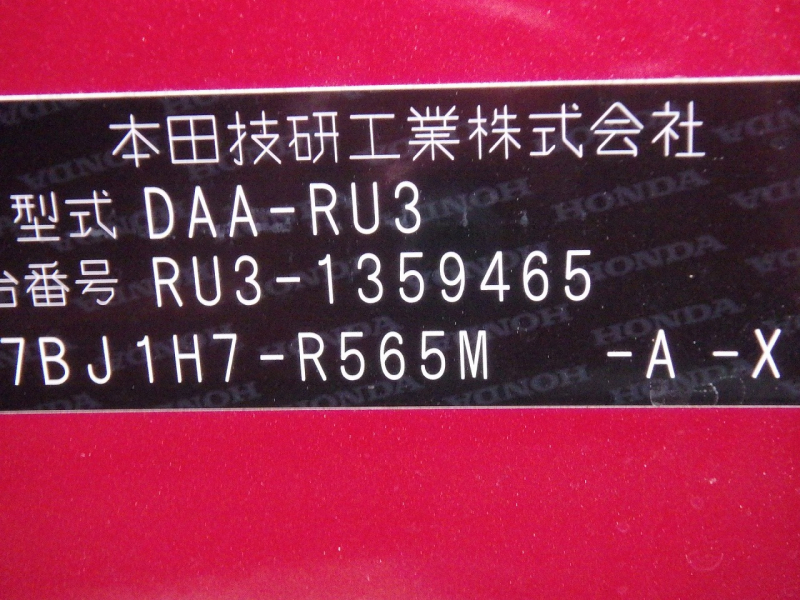 本田技研工業株式会社
型式 DAA-RU3
台番号 RU3-1359465
7BJ1H7-R565M -A -X